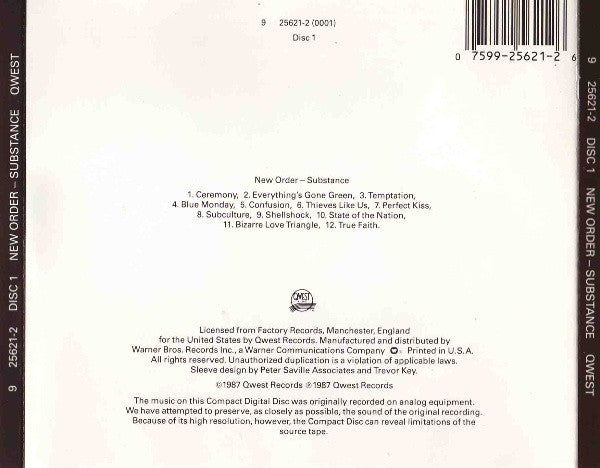 9 25621-2 (0001)
Disc 1
0 7599-25621-2 6
New Order – Substance
1. Ceremony, 2. Everything's Gone Green, 3. Temptation,
4. Blue Monday, 5. Confusion, 6. Thieves Like Us, 7. Perfect Kiss,
8. Subculture, 9. Shellshock, 10. State of the Nation,
11. Bizarre Love Triangle, 12. True Faith.
QWEST
Licensed from Factory Records, Manchester, England
for the United States by Qwest Records. Manufactured and distributed by
Warner Bros. Records Inc., a Warner Communications Company. Printed in U.S.A.
All rights reserved. Unauthorized duplication is a violation of applicable laws.
Sleeve design by Peter Saville Associates and Trevor Key.
©1987 Qwest Records ℗1987 Qwest Records
The music on this Compact Digital Disc was originally recorded on analog equipment.
We have attempted to preserve, as closely as possible, the sound of the original recording.
Because of its high resolution, however, the Compact Disc can reveal limitations of the
source tape.
9 25621-2 DISC 1 NEW ORDER – SUBSTANCE QWEST
9 25621-2 DISC 1 NEW ORDER – SUBSTANCE QWEST